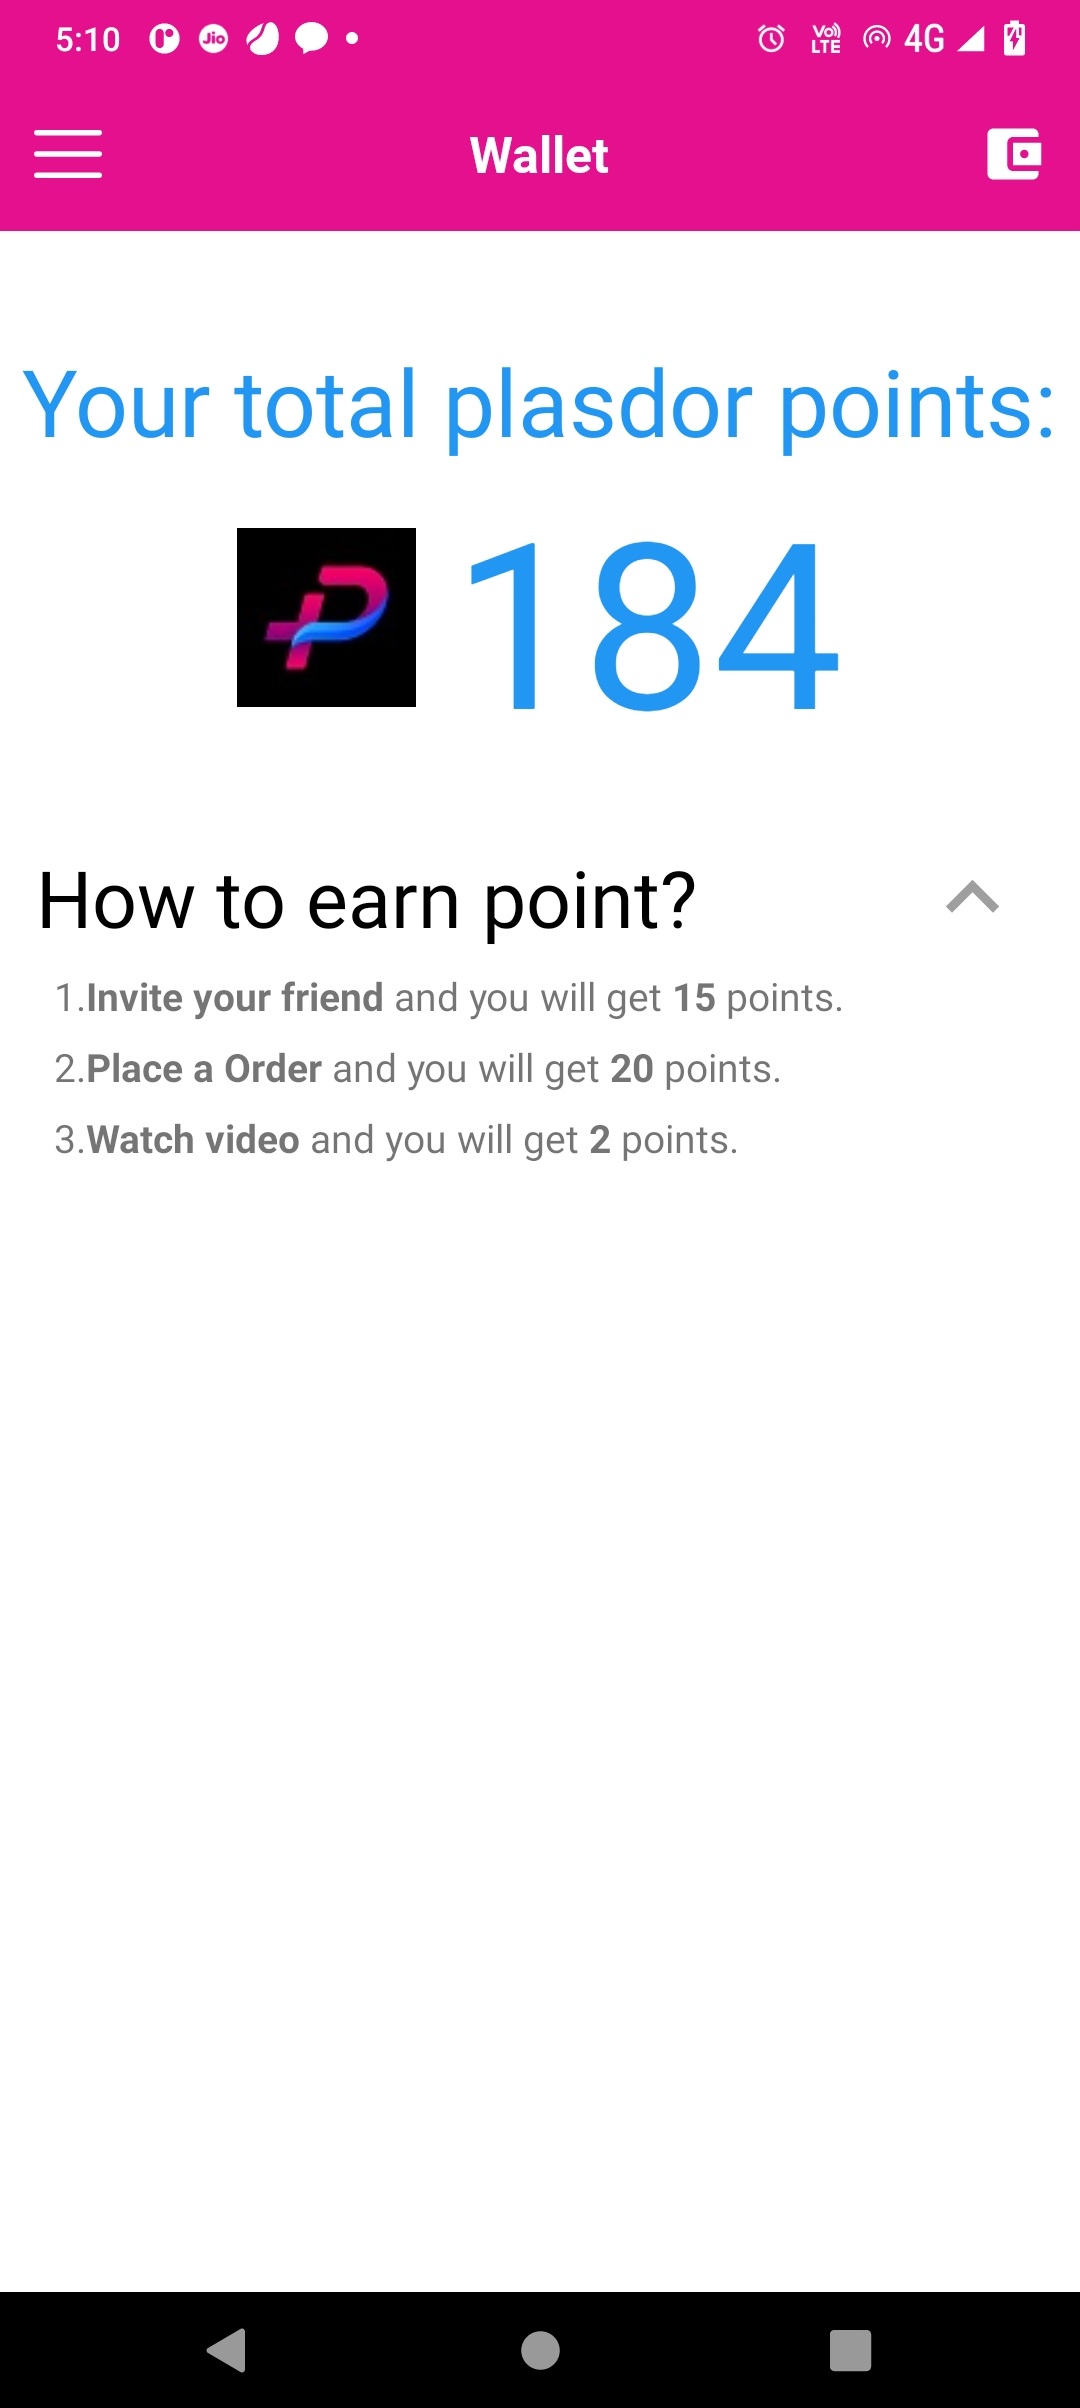 5:10 Jio Vo) LTE 4G
Wallet
Your total plasdor points:
184
How to earn point?
1.Invite your friend and you will get 15 points.
2.Place a Order and you will get 20 points.
3.Watch video and you will get 2 points.